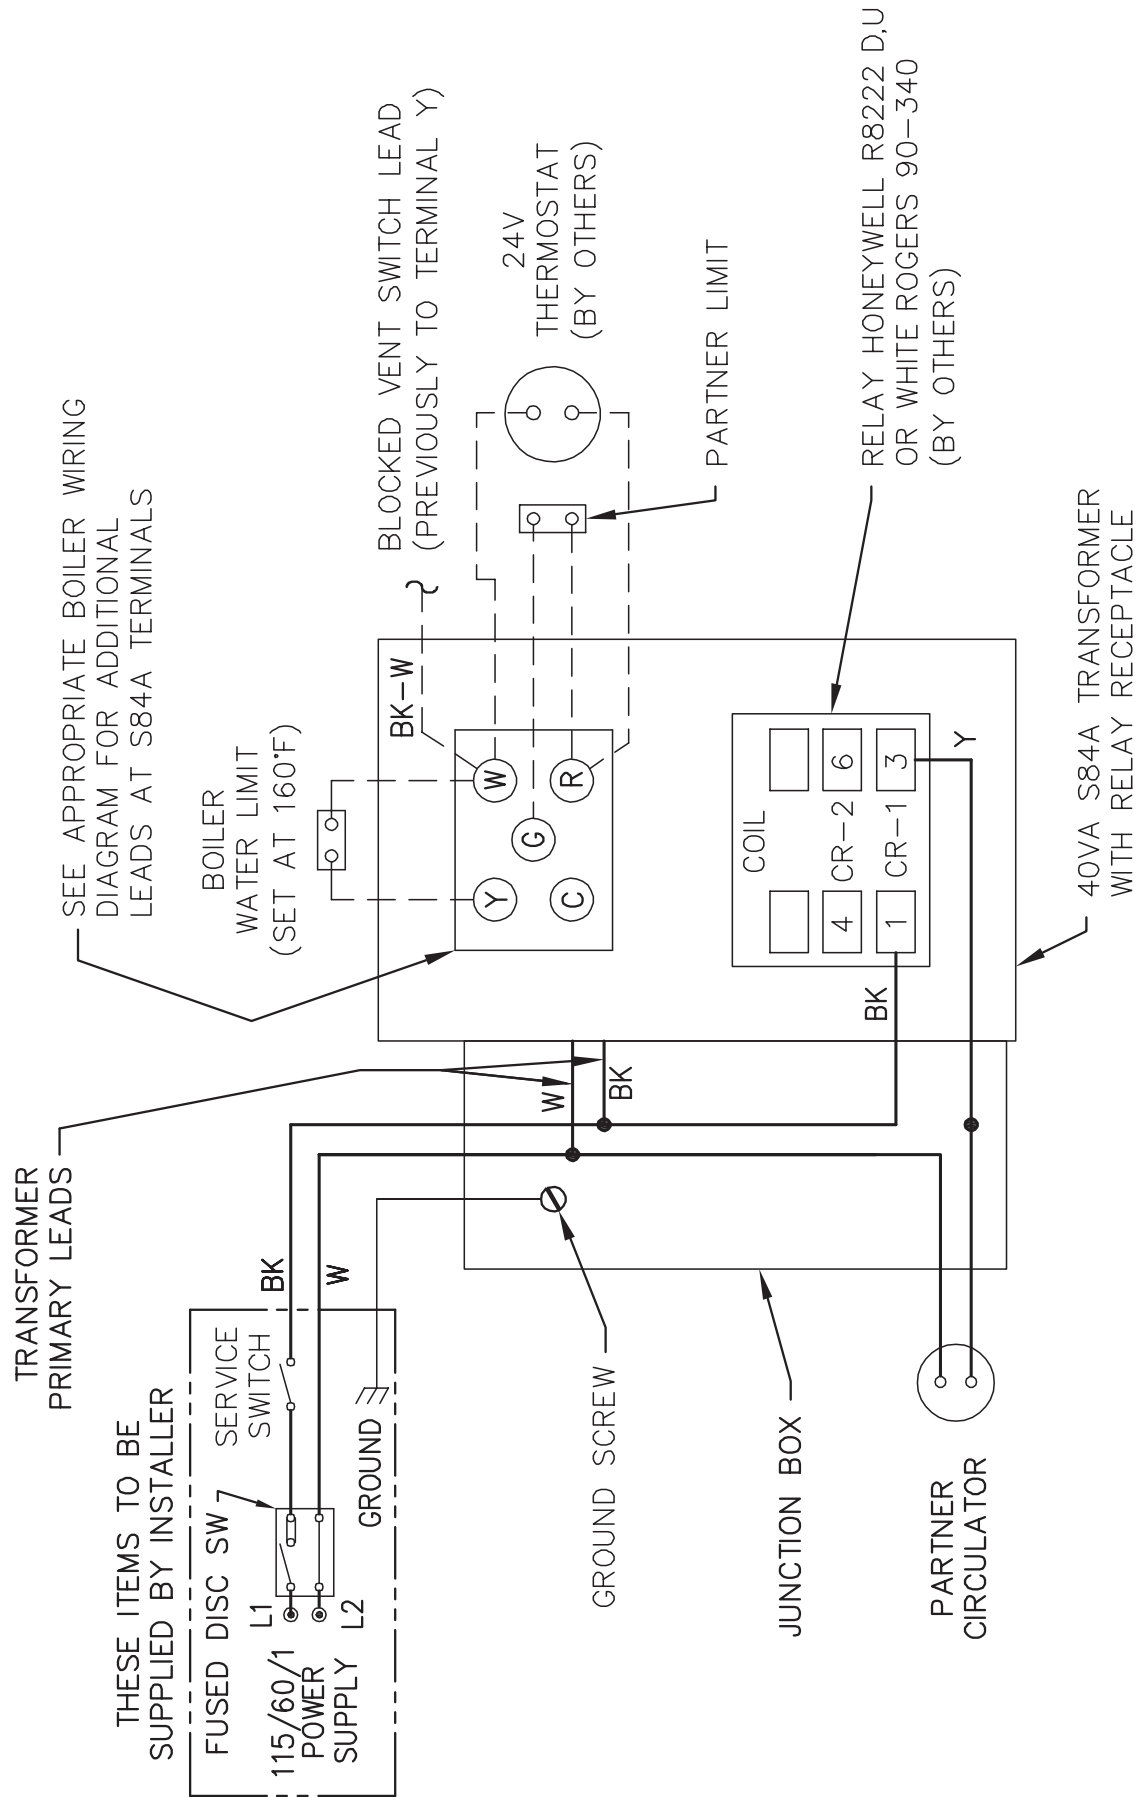 THESE ITEMS TO BE
SUPPLIED BY INSTALLER
FUSED DISC SW
SERVICE
SWITCH
L1
L2
115/60/1
POWER
SUPPLY
GROUND
BK
W
TRANSFORMER
PRIMARY LEADS
SEE APPROPRIATE BOILER WIRING
DIAGRAM FOR ADDITIONAL
LEADS AT S84A TERMINALS
BOILER
WATER LIMIT
(SET AT 160°F)
BK-W
BLOCKED VENT SWITCH LEAD
(PREVIOUSLY TO TERMINAL Y)
24V
THERMOSTAT
(BY OTHERS)
Y
W
G
C
R
PARTNER LIMIT
W
BK
GROUND SCREW
JUNCTION BOX
PARTNER
CIRCULATOR
COIL
4
CR-2
6
1
CR-1
3
BK
Y
RELAY HONEYWELL R8222 D,U
OR WHITE ROGERS 90-340
(BY OTHERS)
40VA S84A TRANSFORMER
WITH RELAY RECEPTACLE